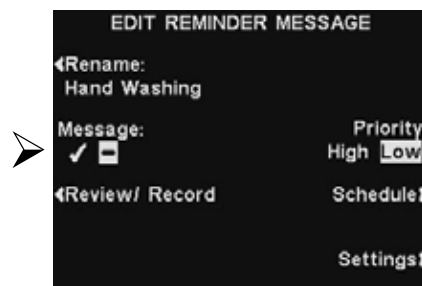 EDIT REMINDER MESSAGE
Rename:
Hand Washing
Message: Priority
✓ – High Low
Review/ Record Schedule
Settings